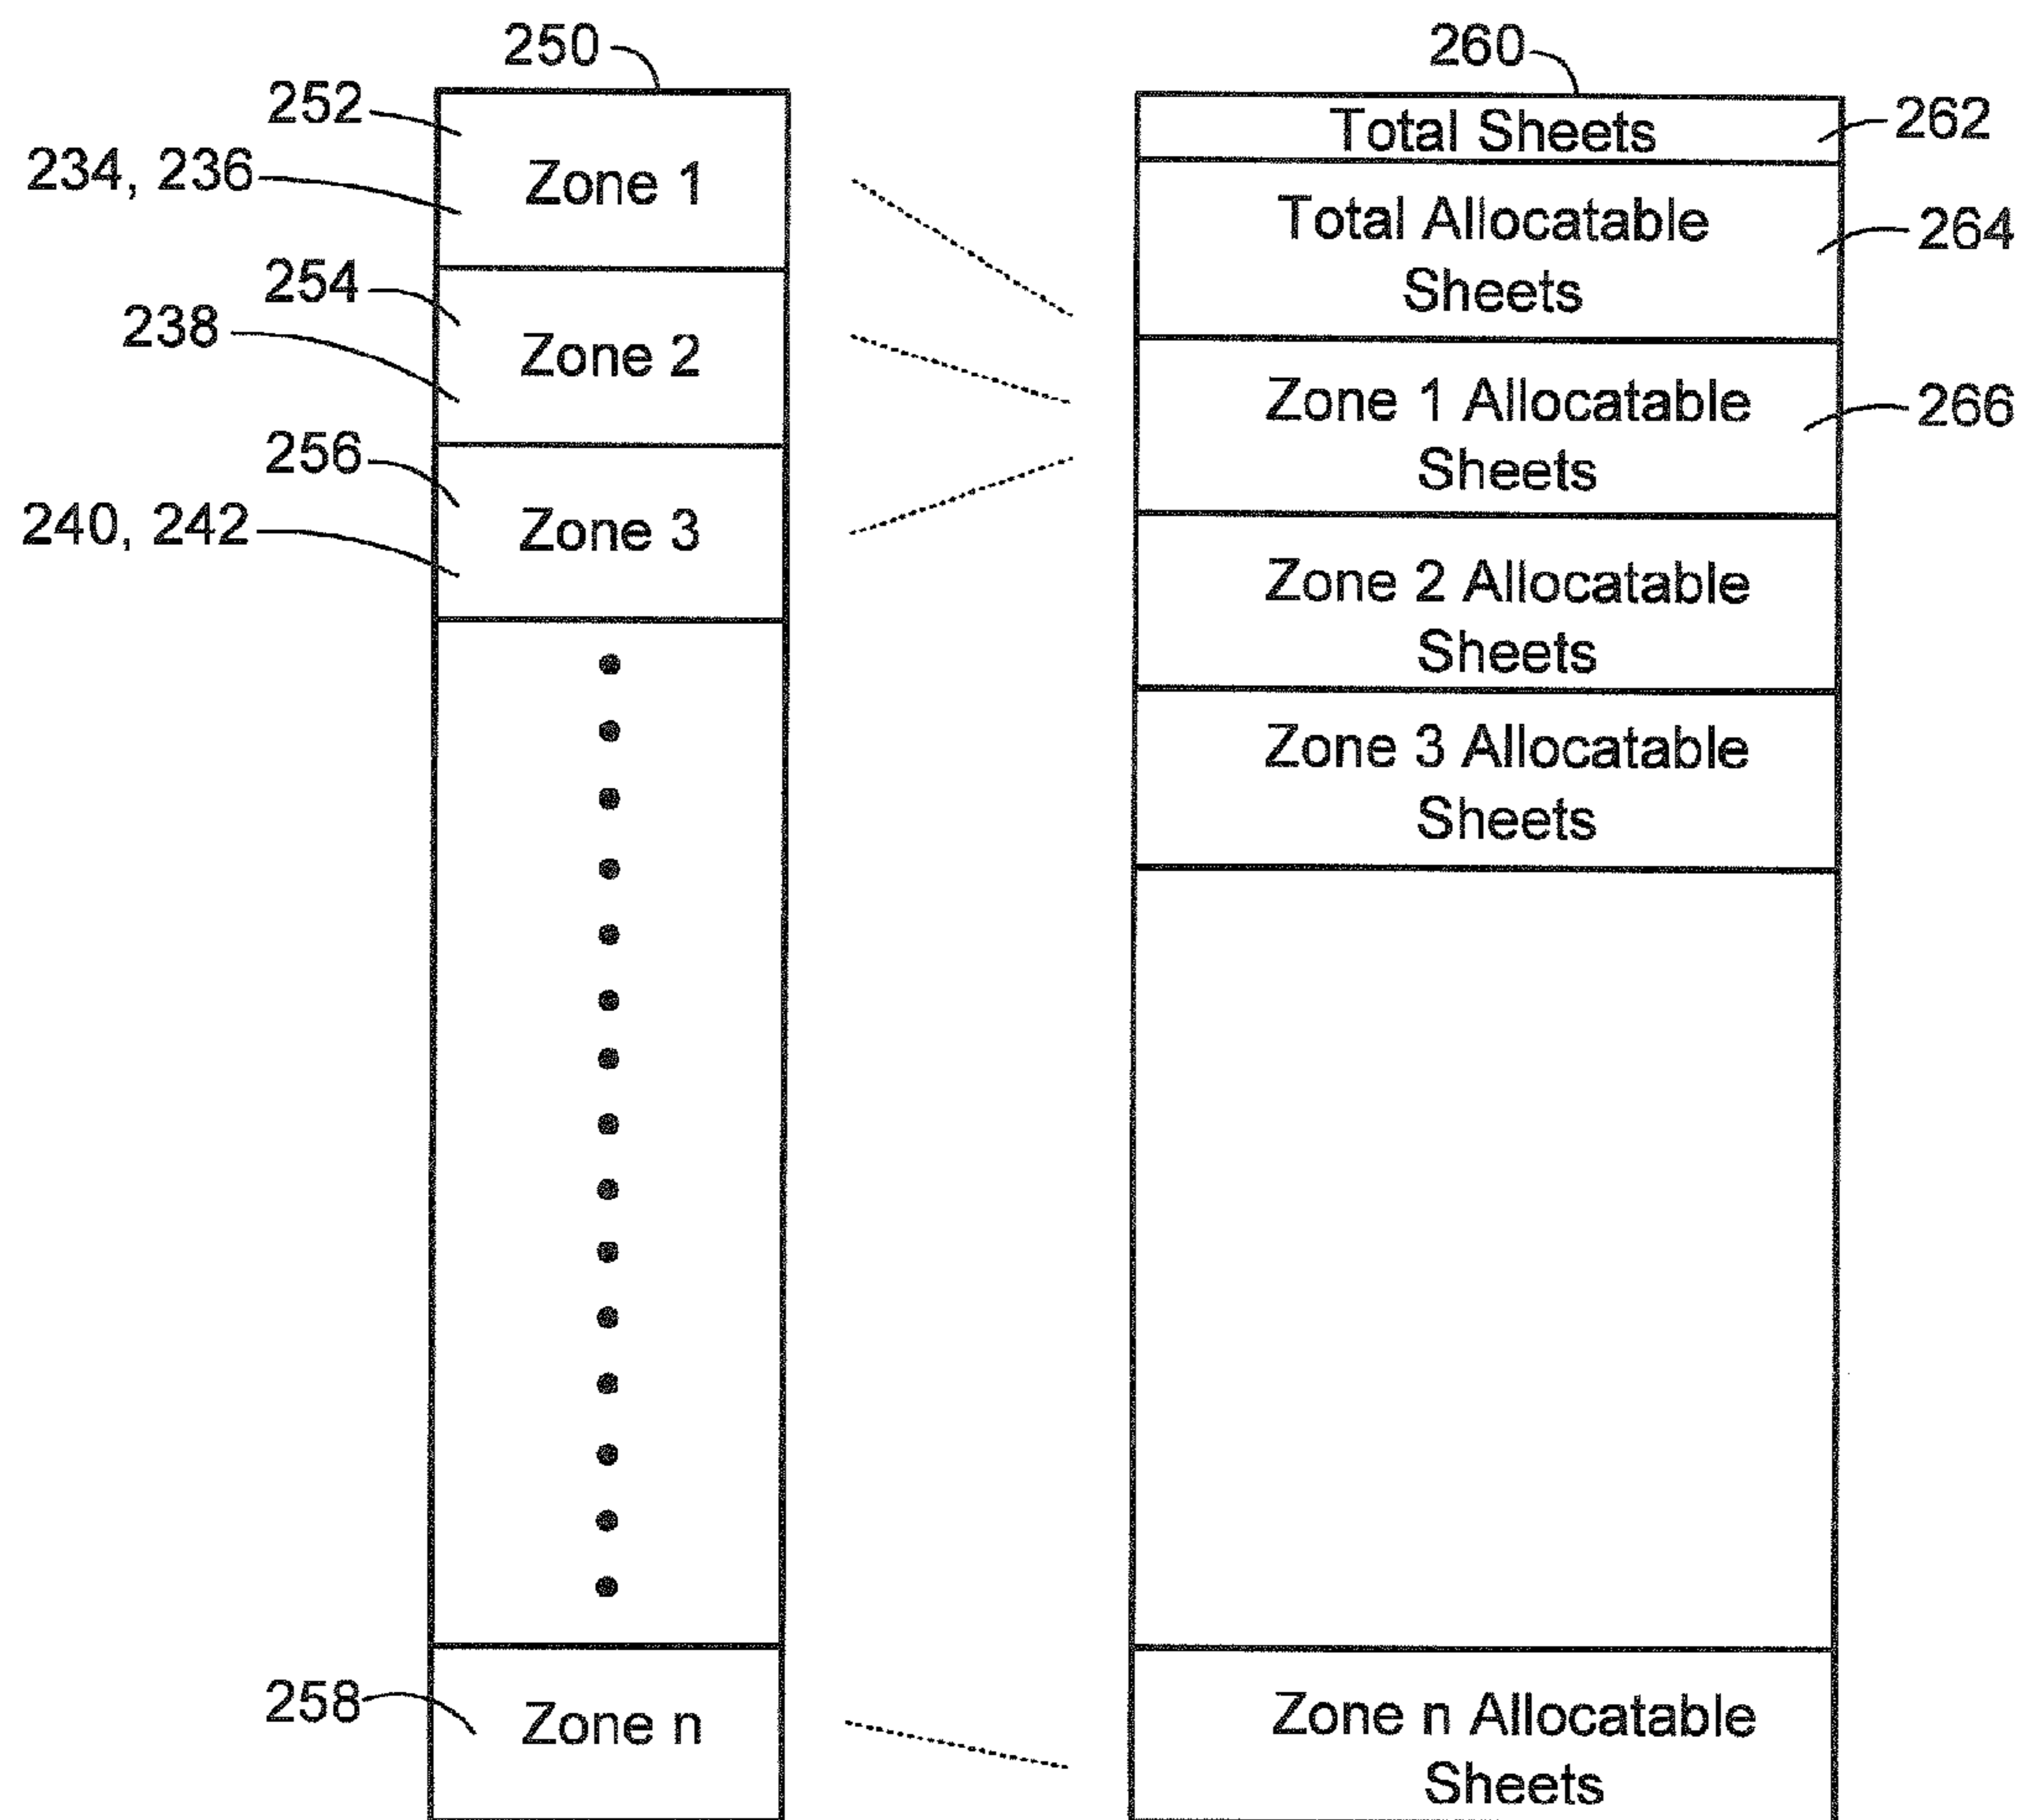 250
252
234, 236
Zone 1
254
238
Zone 2
256
240, 242
Zone 3
258
Zone n
260
Total Sheets
262
Total Allocatable
Sheets
264
Zone 1 Allocatable
Sheets
266
Zone 2 Allocatable
Sheets
Zone 3 Allocatable
Sheets
Zone n Allocatable
Sheets